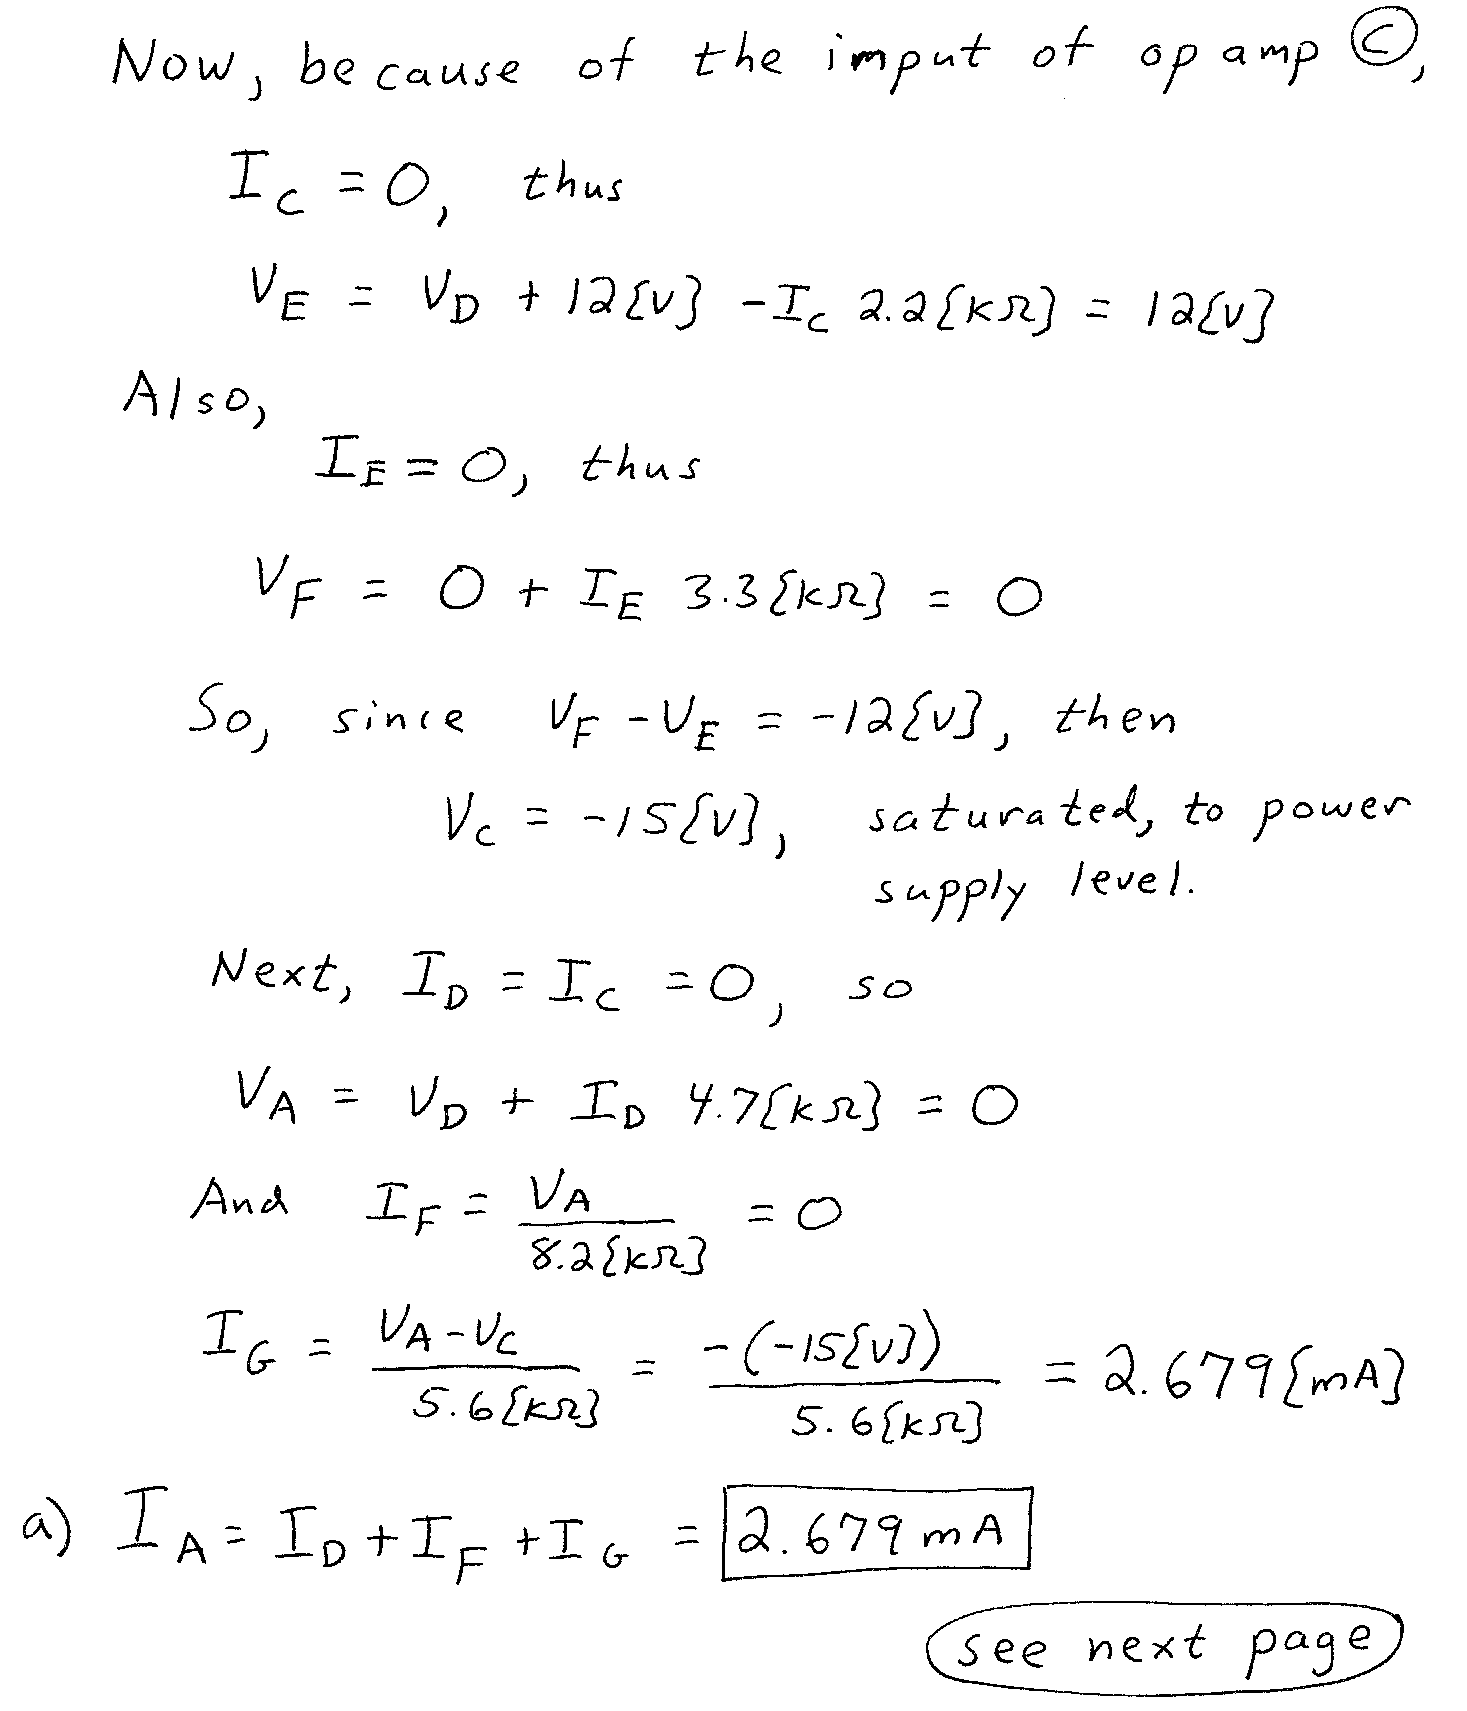 Now, because of the imput of op amp Ⓒ,
I_C = 0, thus
V_E = V_D + 12{V} - I_C 2.2{kΩ} = 12{V}
Also,
I_E = 0, thus
V_F = 0 + I_E 3.3{kΩ} = 0
So, since V_F - V_E = -12{V}, then
V_C = -15{V}, saturated, to power
supply level.
Next, I_D = I_C = 0, so
V_A = V_D + I_D 4.7{kΩ} = 0
And I_F = V_A / 8.2{kΩ} = 0
I_G = (V_A - V_C) / 5.6{kΩ} = -(-15{V}) / 5.6{kΩ} = 2.679{mA}
a) I_A = I_D + I_F + I_G = 2.679 mA
see next page